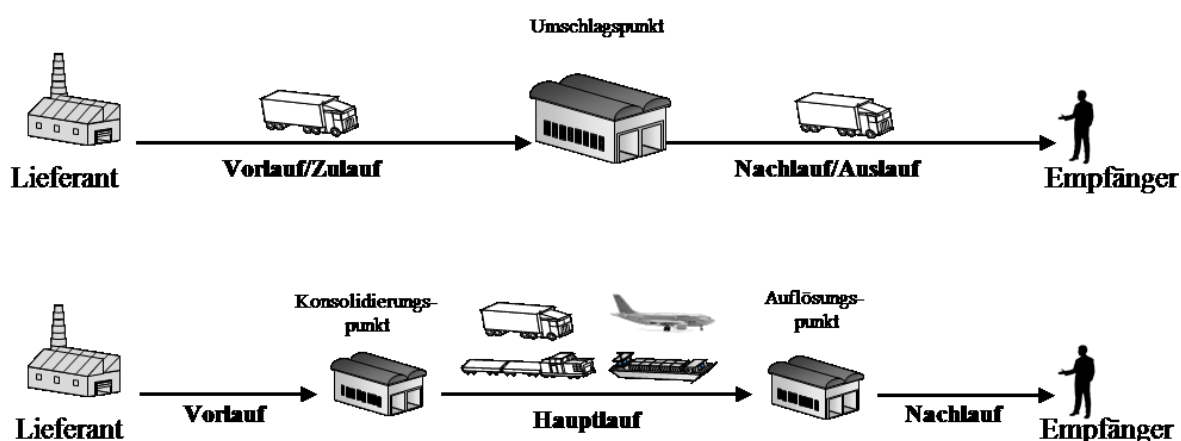 Umschlagspunkt
Lieferant
Vorlauf/Zulauf
Nachlauf/Auslauf
Empfänger
Konsolidierungs-
punkt
Auflösungs-
punkt
Lieferant
Vorlauf
Hauptlauf
Nachlauf
Empfänger